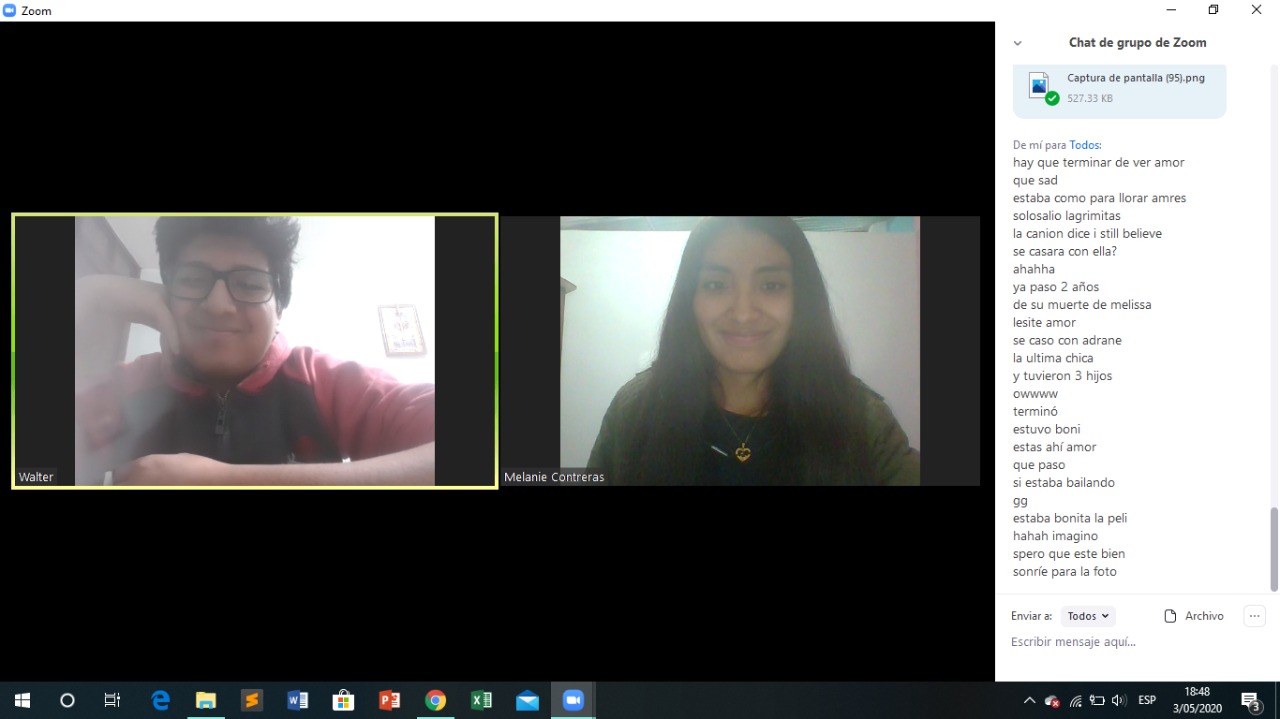 Zoom
Chat de grupo de Zoom
Captura de pantalla (95).png
527.33 KB
De mí para Todos:
hay que terminar de ver amor
que sad
estaba como para llorar amres
solosalio lagrimitas
la canion dice i still believe
se casara con ella?
ahahha
ya paso 2 años
de su muerte de melissa
lesite amor
se caso con adrane
la ultima chica
y tuvieron 3 hijos
owwww
terminó
estuvo boni
estas ahí amor
que paso
si estaba bailando
gg
estaba bonita la peli
hahah imagino
spero que este bien
sonríe para la foto
Walter
Melanie Contreras
Enviar a: Todos
Archivo
Escribir mensaje aquí...
ESP
18:48
3/05/2020
3